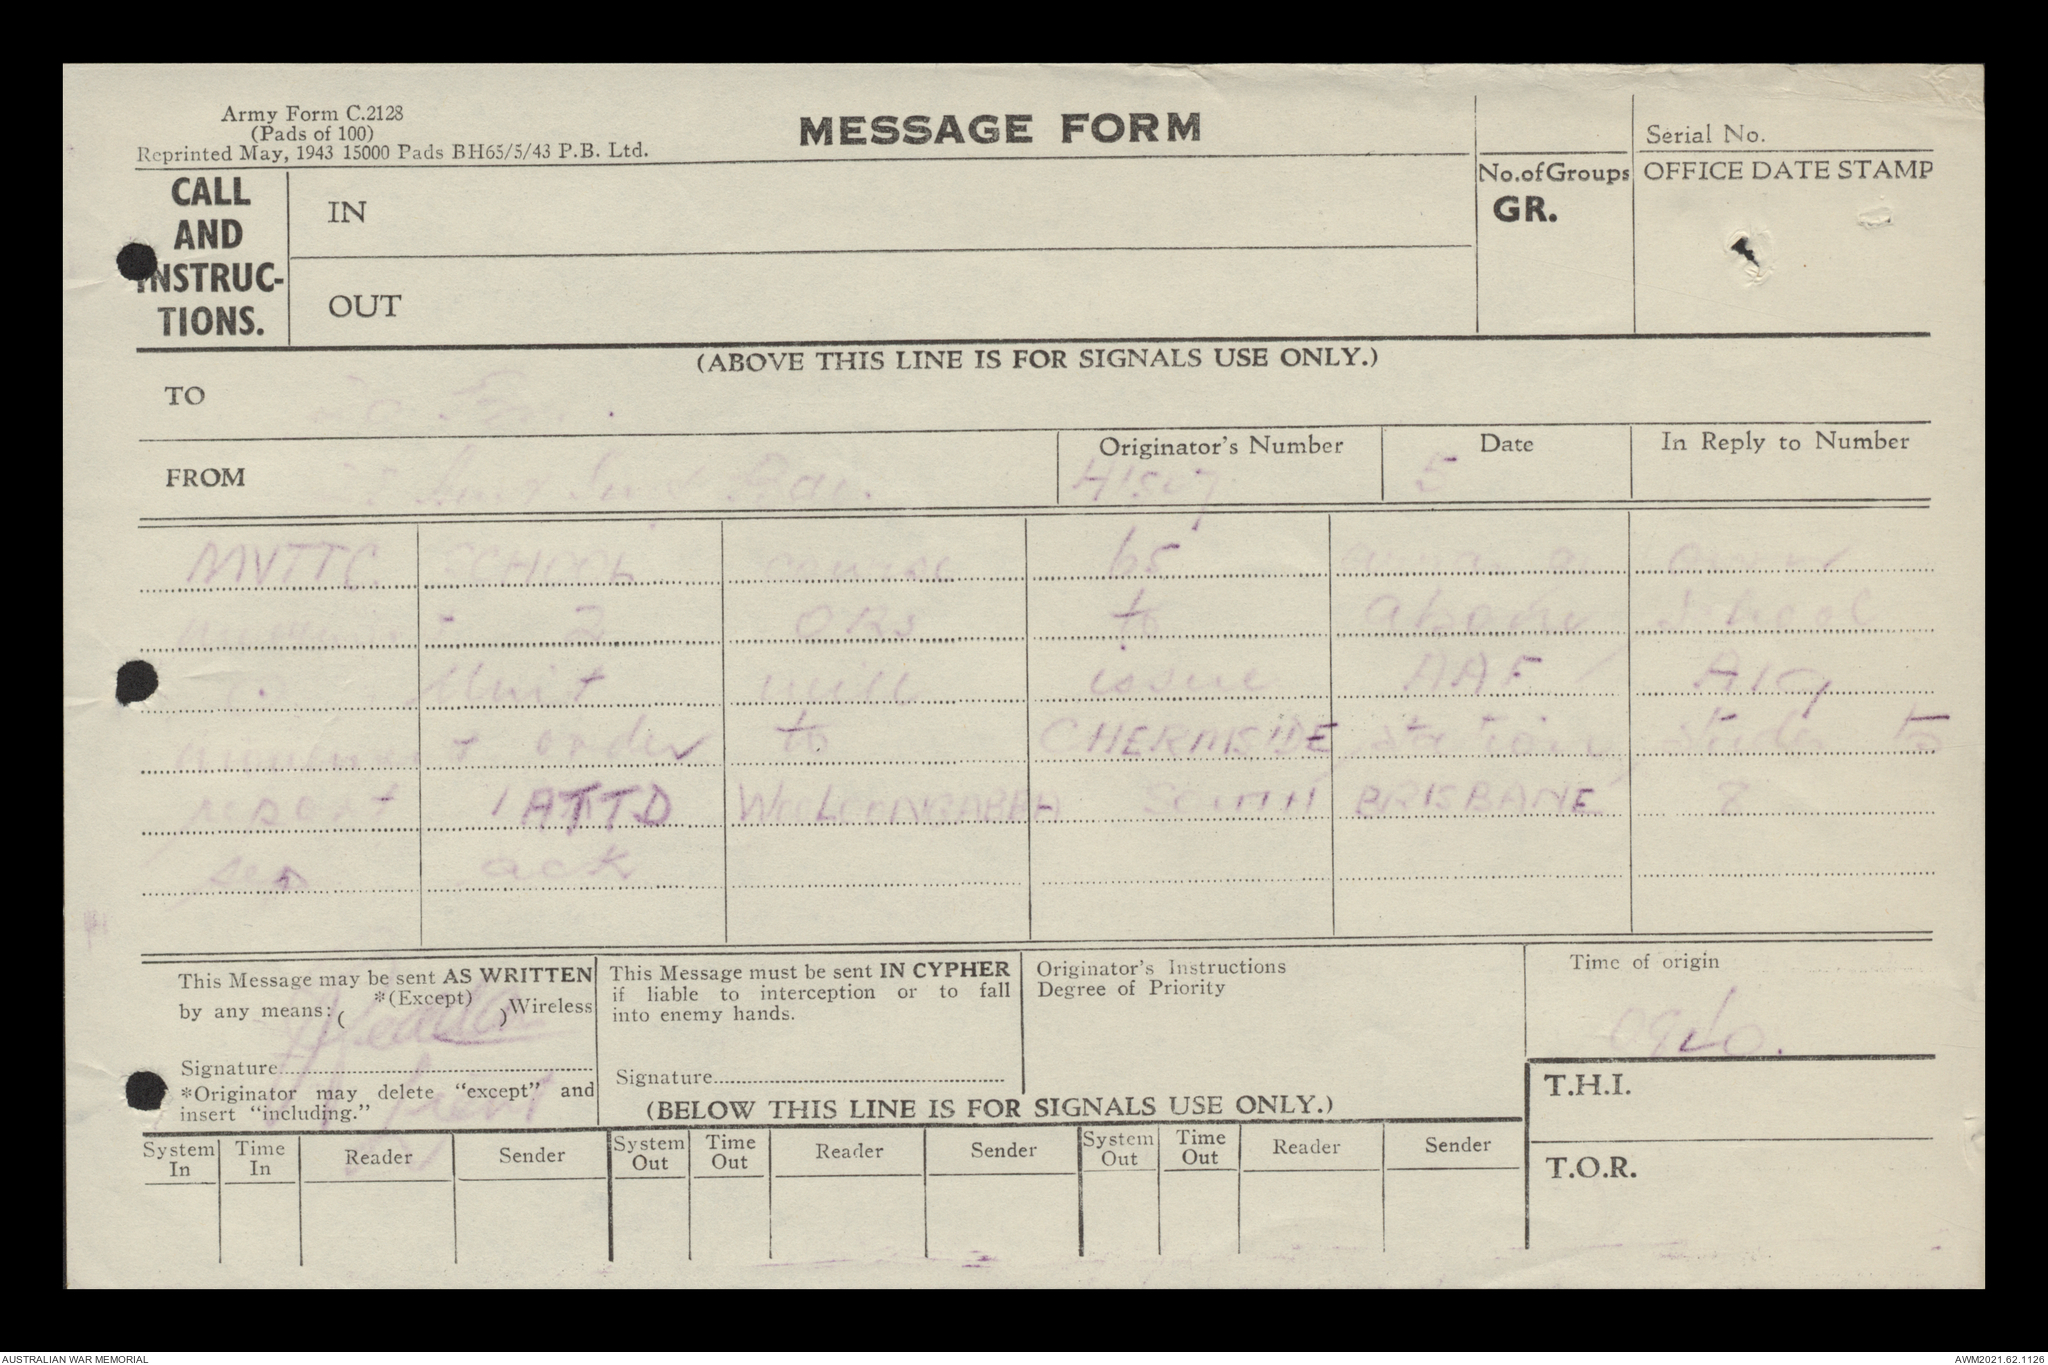 Army Form C.2128
(Pads of 100)
Reprinted May, 1943 15000 Pads BH65/5/43 P.B. Ltd.
MESSAGE FORM
Serial No.
CALL AND INSTRUC-TIONS.
IN
OUT
No. of Groups
GR.
OFFICE DATE STAMP
(ABOVE THIS LINE IS FOR SIGNALS USE ONLY.)
TO
FROM
Originator's Number
Date
5
In Reply to Number
MVTTC SCHOOL course 65
2 ORs to above school
Unit will issue AAF A19
movement order to CHERMSIDE to
report 1 ATTD WOOLOONGABBA SOUTH BRISBANE 8
sep ack
This Message may be sent AS WRITTEN
by any means: *(Except) ( ) Wireless
Signature
*Originator may delete "except" and
insert "including."
This Message must be sent IN CYPHER
if liable to interception or to fall
into enemy hands.
Signature
Originator's Instructions
Degree of Priority
Time of origin
(BELOW THIS LINE IS FOR SIGNALS USE ONLY.)
T.H.I.
T.O.R.
System In Time In Reader Sender System Out Time Out Reader Sender System Out Time Out Reader Sender
AUSTRALIAN WAR MEMORIAL
AWM2021.62.1126